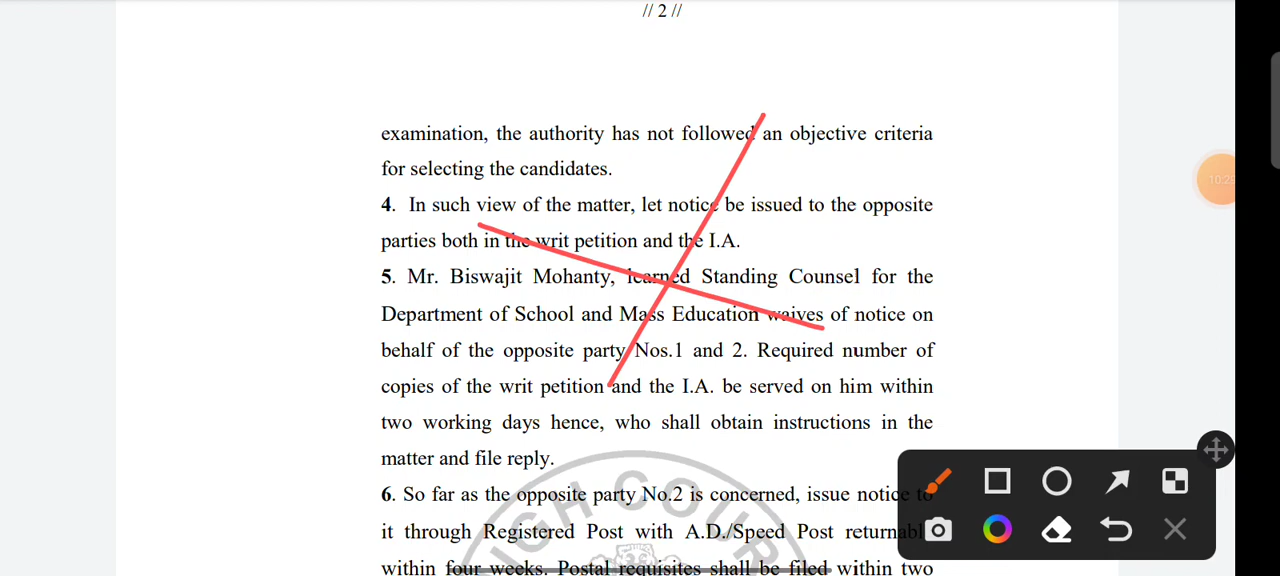 // 2 //
examination, the authority has not followed an objective criteria
for selecting the candidates.
4. In such view of the matter, let notice be issued to the opposite
parties both in the writ petition and the I.A.
5. Mr. Biswajit Mohanty, learned Standing Counsel for the
Department of School and Mass Education waives of notice on
behalf of the opposite party Nos.1 and 2. Required number of
copies of the writ petition and the I.A. be served on him within
two working days hence, who shall obtain instructions in the
matter and file reply.
6. So far as the opposite party No.2 is concerned, issue notice to
it through Registered Post with A.D./Speed Post returnable
within four weeks. Postal requisites shall be filed within two
IGH COUR
10:29